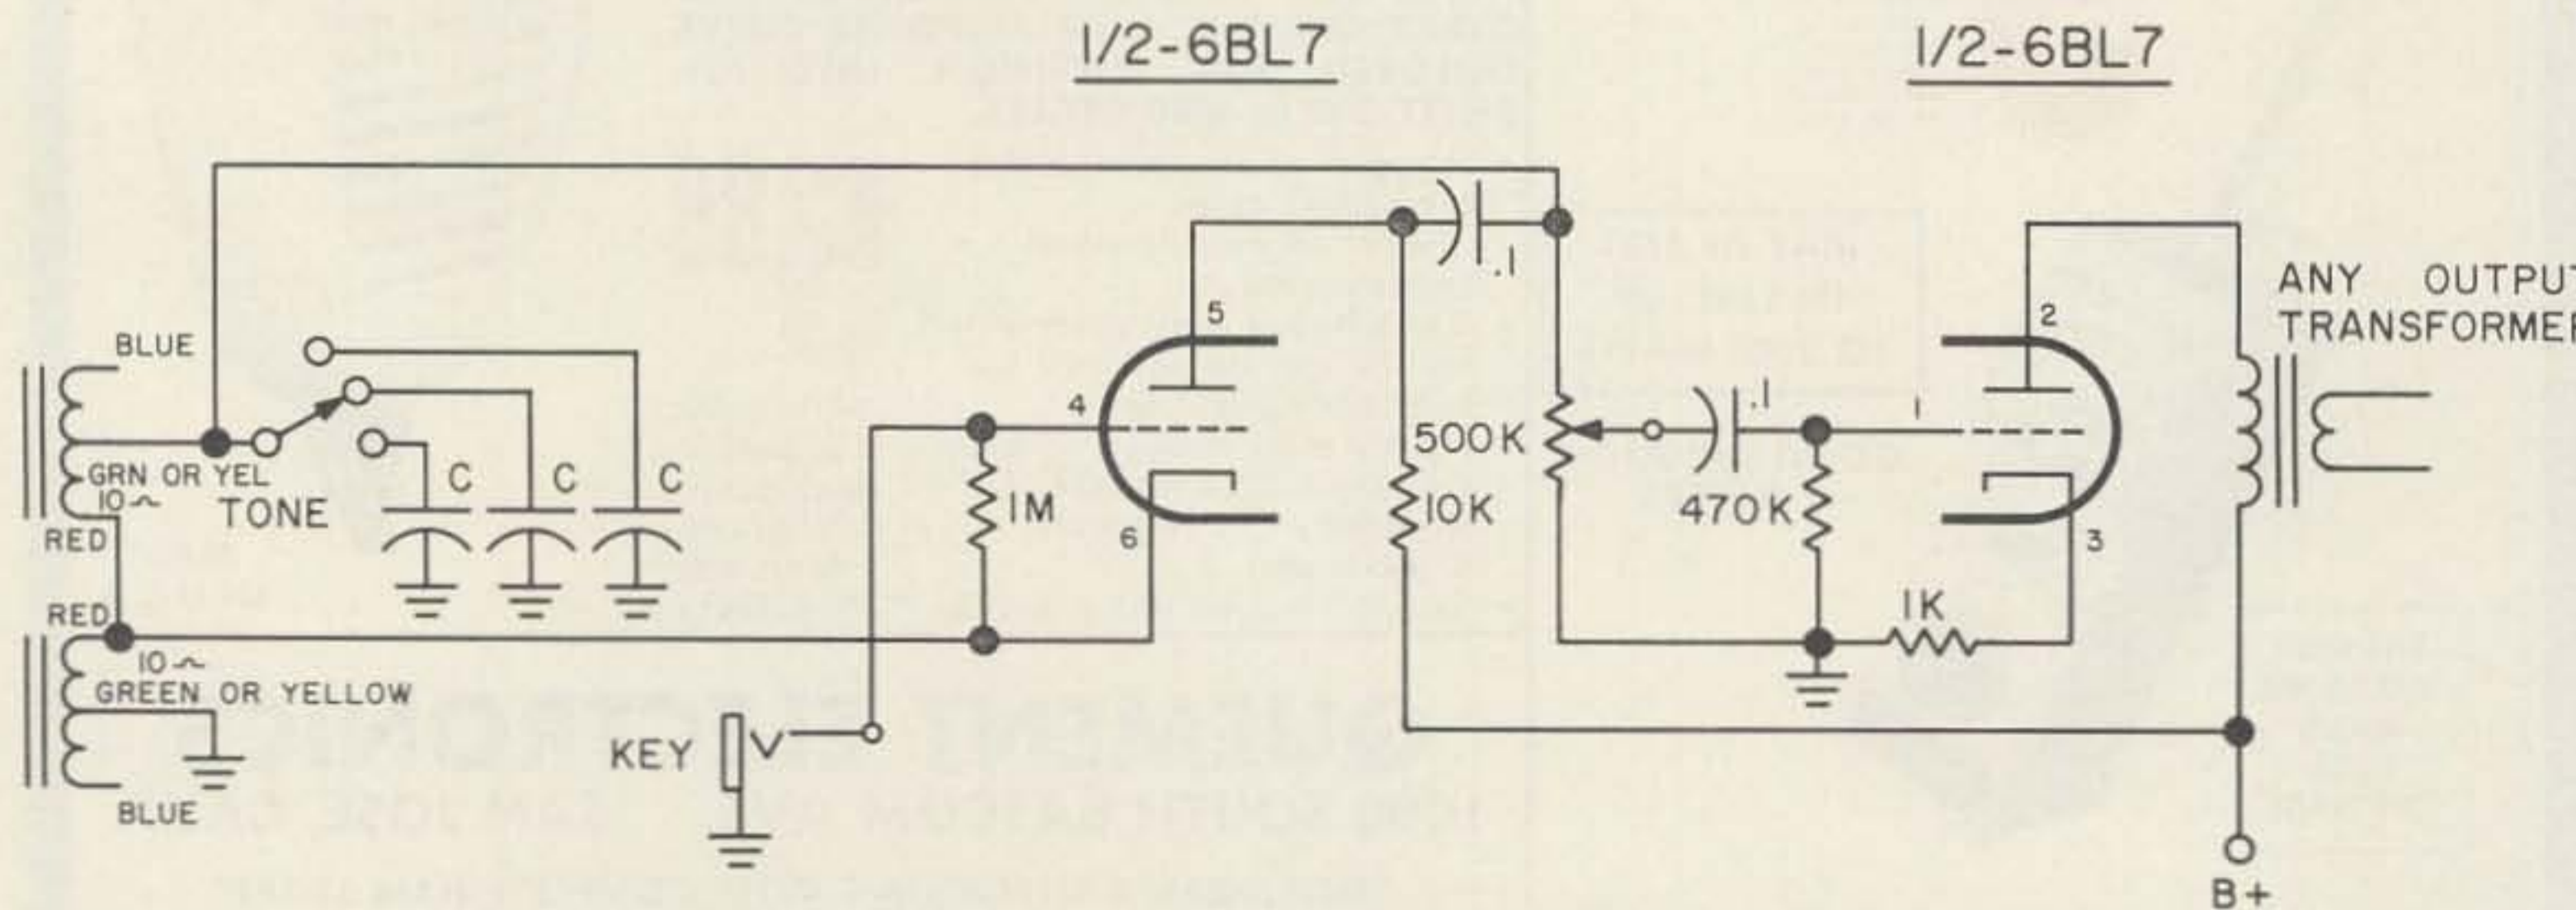 1/2-6BL7
1/2-6BL7
.1
5
ANY OUTPUT
TRANSFORMER
2
BLUE
4
1
.1
500K
GRN OR YEL
10~
TONE
C
C
C
1M
10K
470K
RED
6
3
RED
1K
10~
GREEN OR YELLOW
KEY
BLUE
B+